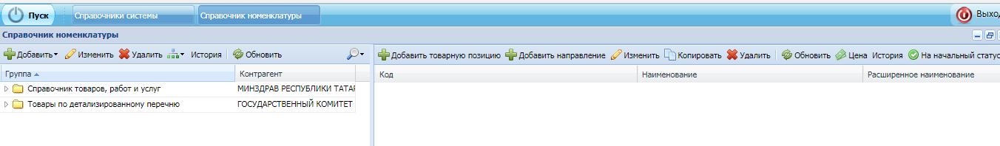 Пуск Справочники системы Справочник номенклатуры Выход
Справочник номенклатуры
Добавить Изменить Удалить История Обновить Добавить товарную позицию Добавить направление Изменить Копировать Удалить Обновить Цена История На начальный статус
Группа Контрагент Код Наименование Расширенное наименование
Справочник товаров, работ и услуг МИНЗДРАВ РЕСПУБЛИКИ ТАТАР
Товары по детализированному перечню ГОСУДАРСТВЕННЫЙ КОМИТЕТ